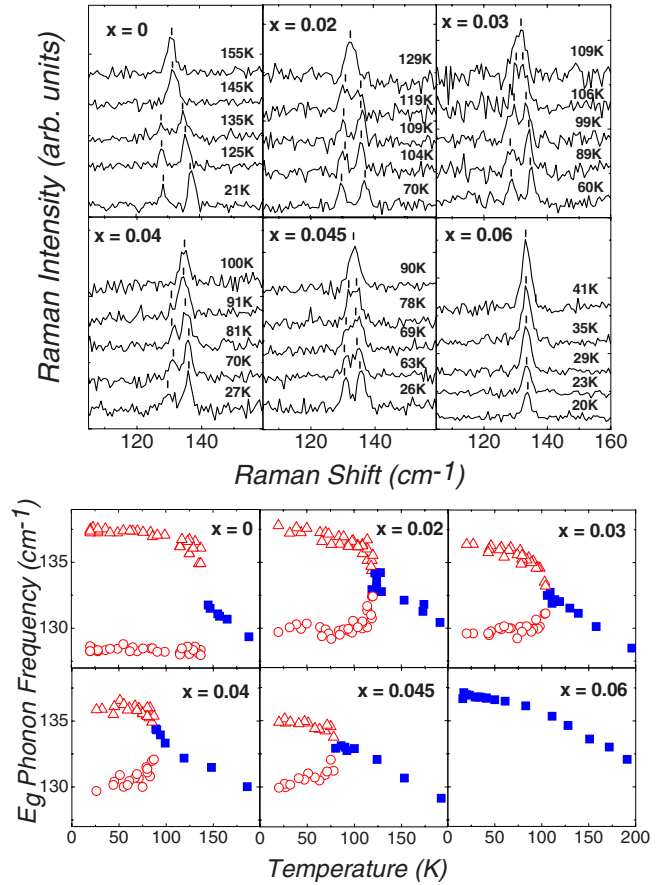 x = 0
155K
145K
135K
125K
21K
x = 0.02
129K
119K
109K
104K
70K
x = 0.03
109K
106K
99K
89K
60K
x = 0.04
100K
91K
81K
70K
27K
x = 0.045
90K
78K
69K
63K
26K
x = 0.06
41K
35K
29K
23K
20K
Raman Intensity (arb. units)
120 140 120 140 120 140 160
Raman Shift (cm-1)
x = 0
x = 0.02
x = 0.03
135
130
x = 0.04
x = 0.045
x = 0.06
135
130
Eg Phonon Frequency (cm-1)
0 50 100 150 0 50 100 150 0 50 100 150 200
Temperature (K)